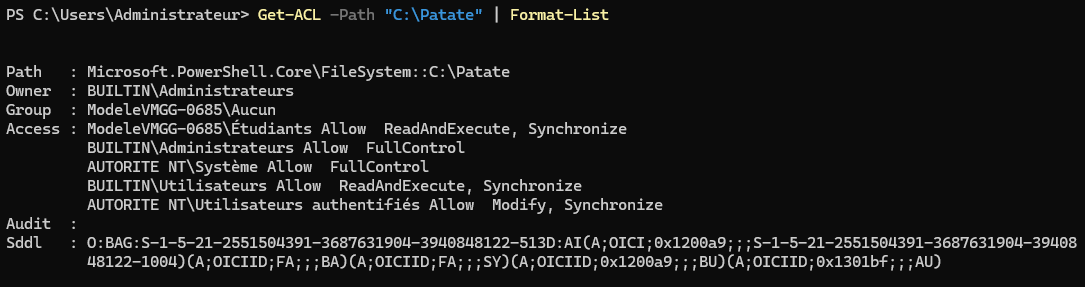 PS C:\Users\Administrateur> Get-ACL -Path "C:\Patate" | Format-List
Path   : Microsoft.PowerShell.Core\FileSystem::C:\Patate
Owner  : BUILTIN\Administrateurs
Group  : ModeleVMGG-0685\Aucun
Access : ModeleVMGG-0685\Étudiants Allow  ReadAndExecute, Synchronize
         BUILTIN\Administrateurs Allow  FullControl
         AUTORITE NT\Système Allow  FullControl
         BUILTIN\Utilisateurs Allow  ReadAndExecute, Synchronize
         AUTORITE NT\Utilisateurs authentifiés Allow  Modify, Synchronize
Audit  :
Sddl   : O:BAG:S-1-5-21-2551504391-3687631904-3940848122-513D:AI(A;OICI;0x1200a9;;;S-1-5-21-2551504391-3687631904-39408
         48122-1004)(A;OICIID;FA;;;BA)(A;OICIID;FA;;;SY)(A;OICIID;0x1200a9;;;BU)(A;OICIID;0x1301bf;;;AU)